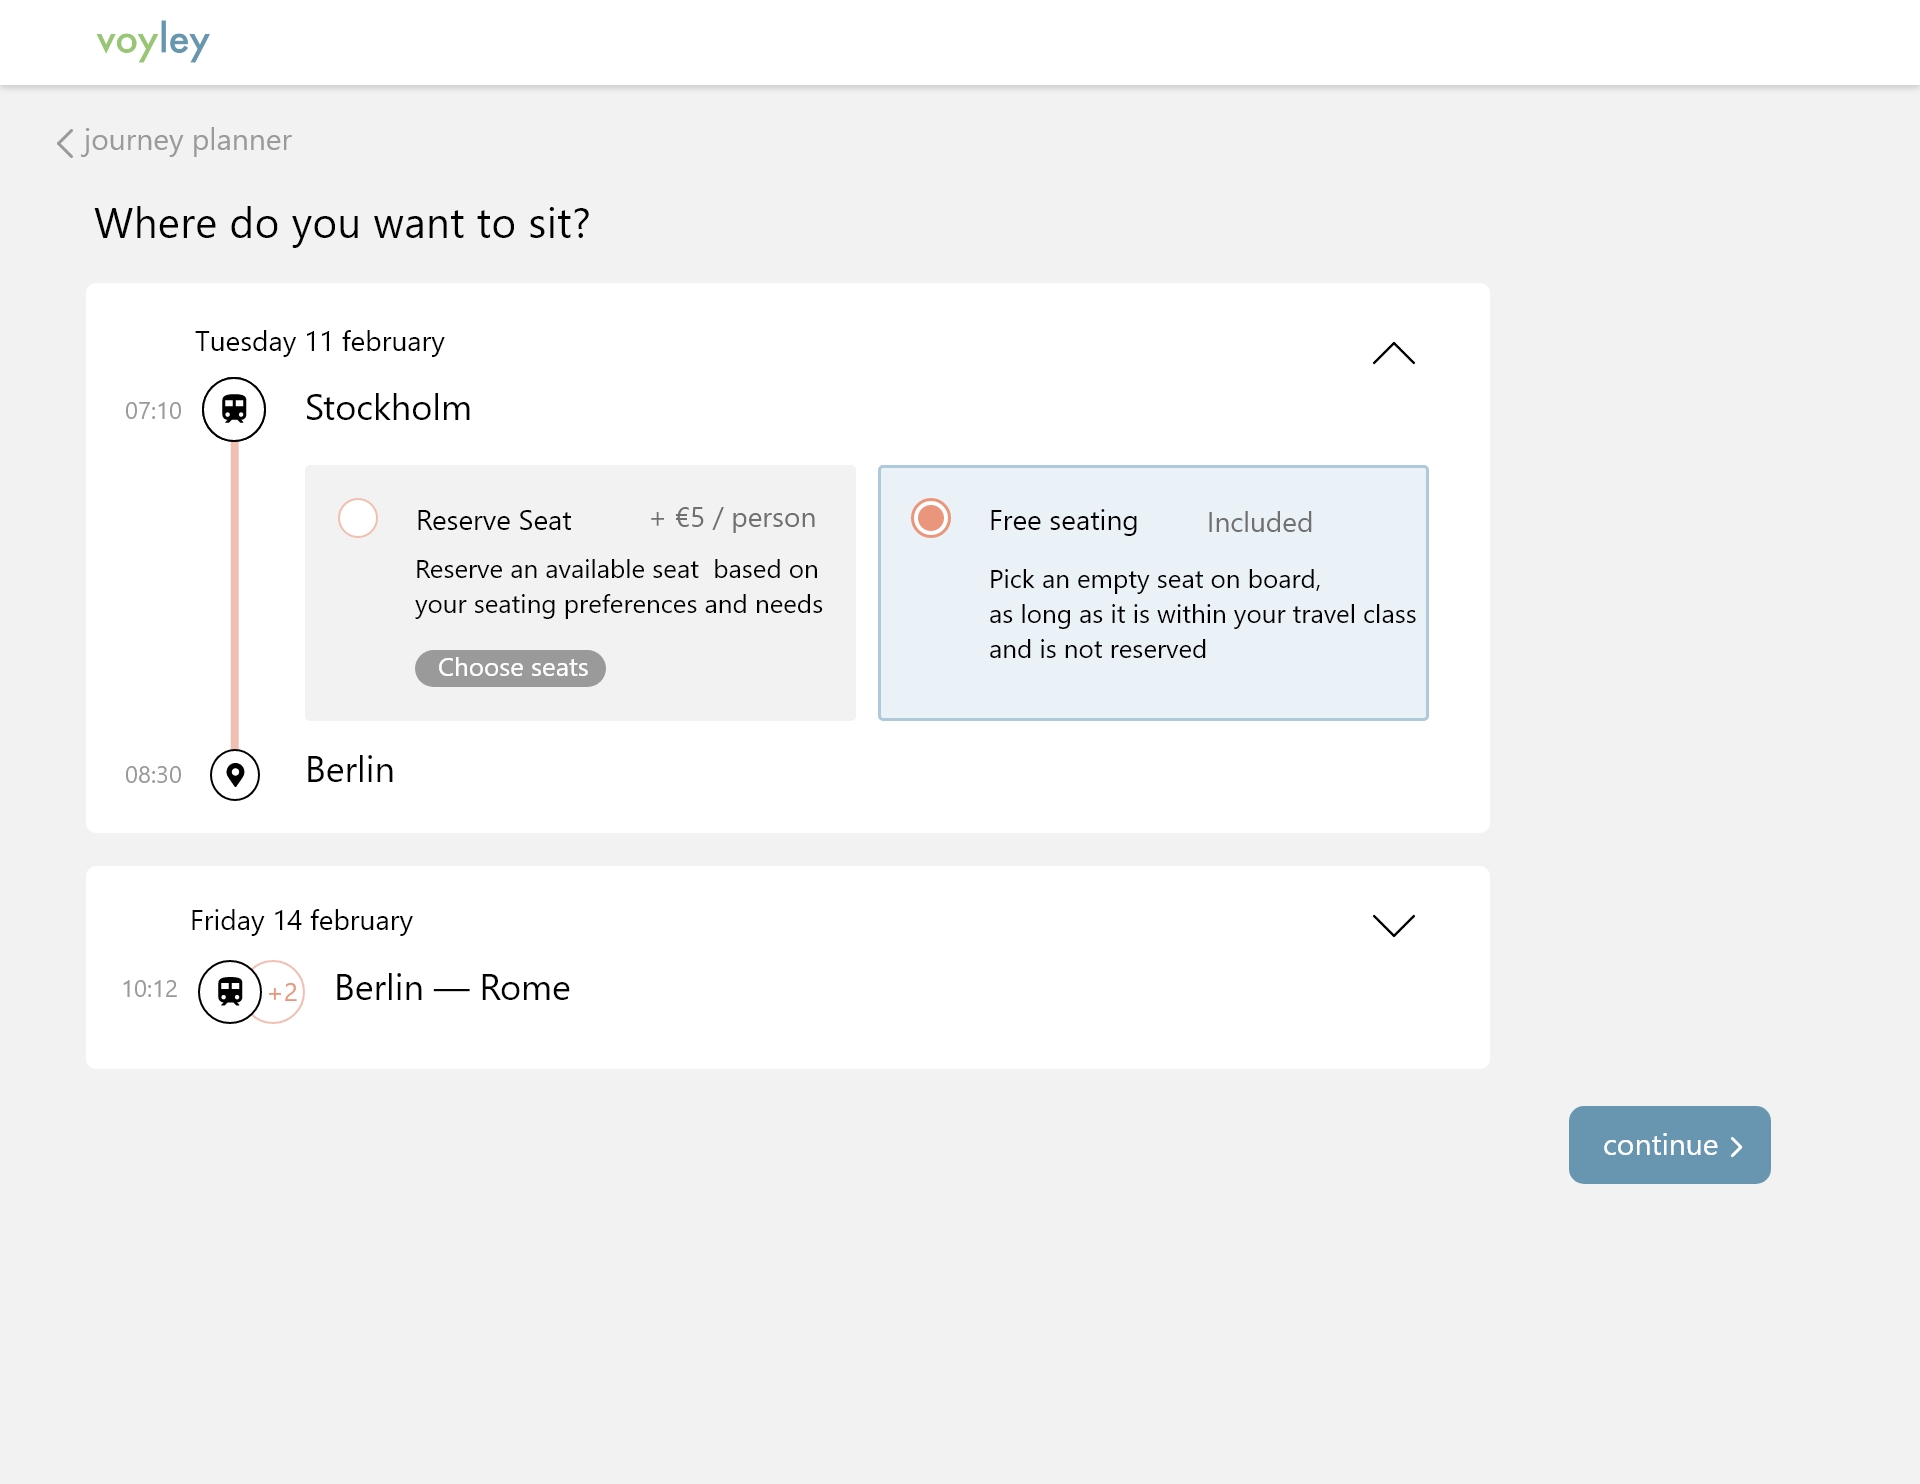 voyley
journey planner
Where do you want to sit?
Tuesday 11 february
07:10 Stockholm
Reserve Seat + €5 / person
Reserve an available seat  based on
your seating preferences and needs
Choose seats
Free seating Included
Pick an empty seat on board,
as long as it is within your travel class
and is not reserved
08:30 Berlin
Friday 14 february
10:12 +2 Berlin — Rome
continue